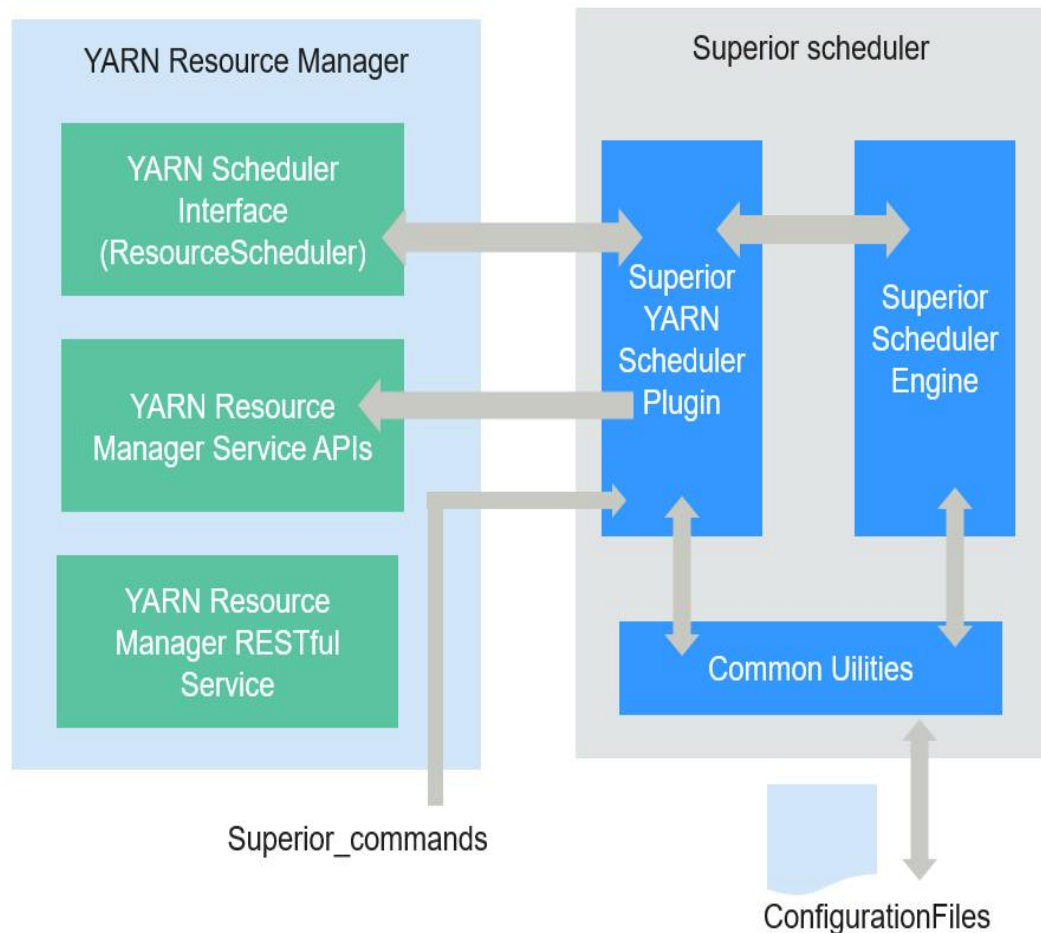 YARN Resource Manager
YARN Scheduler
Interface
(ResourceScheduler)
YARN Resource
Manager Service APIs
YARN Resource
Manager RESTful
Service
Superior scheduler
Superior
YARN
Scheduler
Plugin
Superior
Scheduler
Engine
Common Uilities
Superior_commands
ConfigurationFiles